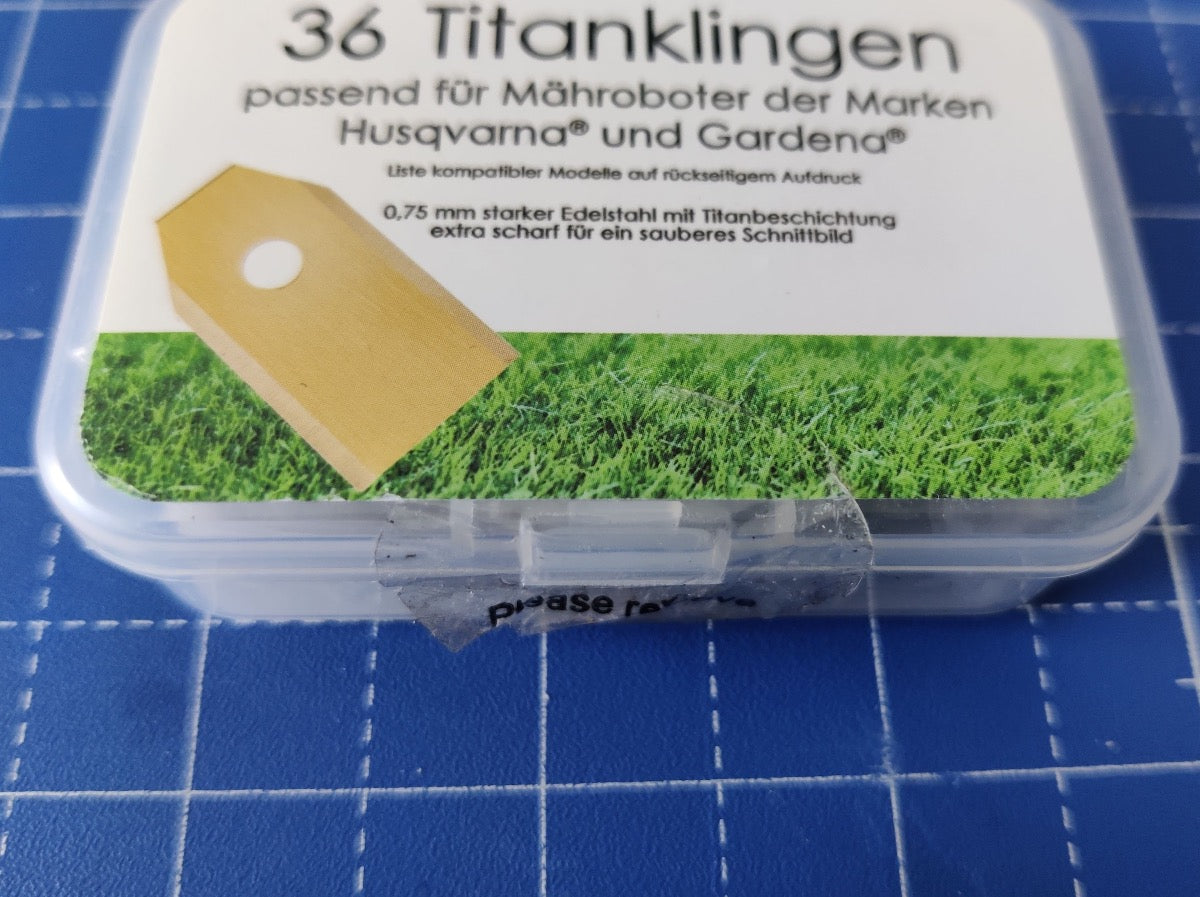 36 Titanklingen
passend für Mähroboter der Marken
Husqvarna® und Gardena®
Liste kompatibler Modelle auf rückseitigem Aufdruck
0,75 mm starker Edelstahl mit Titanbeschichtung
extra scharf für ein sauberes Schnittbild
please